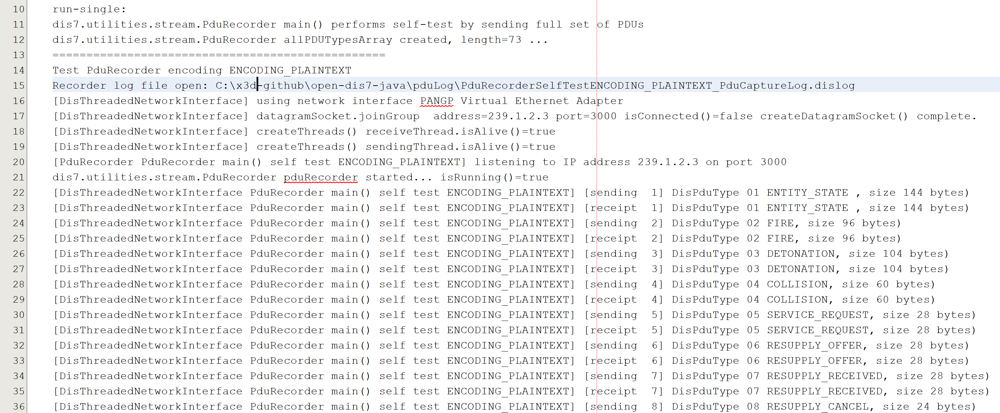 10 run-single:
11 dis7.utilities.stream.PduRecorder main() performs self-test by sending full set of PDUs
12 dis7.utilities.stream.PduRecorder allPDUTypesArray created, length=73 ...
13 =================================================
14 Test PduRecorder encoding ENCODING_PLAINTEXT
15 Recorder log file open: C:\x3d-github\open-dis7-java\pduLog\PduRecorderSelfTestENCODING_PLAINTEXT_PduCaptureLog.dislog
16 [DisThreadedNetworkInterface] using network interface PANGP Virtual Ethernet Adapter
17 [DisThreadedNetworkInterface] datagramSocket.joinGroup  address=239.1.2.3 port=3000 isConnected()=false createDatagramSocket() complete.
18 [DisThreadedNetworkInterface] createThreads() receiveThread.isAlive()=true
19 [DisThreadedNetworkInterface] createThreads() sendingThread.isAlive()=true
20 [PduRecorder PduRecorder main() self test ENCODING_PLAINTEXT] listening to IP address 239.1.2.3 on port 3000
21 dis7.utilities.stream.PduRecorder pduRecorder started... isRunning()=true
22 [DisThreadedNetworkInterface PduRecorder main() self test ENCODING_PLAINTEXT] [sending  1] DisPduType 01 ENTITY_STATE , size 144 bytes)
23 [DisThreadedNetworkInterface PduRecorder main() self test ENCODING_PLAINTEXT] [receipt  1] DisPduType 01 ENTITY_STATE , size 144 bytes)
24 [DisThreadedNetworkInterface PduRecorder main() self test ENCODING_PLAINTEXT] [sending  2] DisPduType 02 FIRE, size 96 bytes)
25 [DisThreadedNetworkInterface PduRecorder main() self test ENCODING_PLAINTEXT] [receipt  2] DisPduType 02 FIRE, size 96 bytes)
26 [DisThreadedNetworkInterface PduRecorder main() self test ENCODING_PLAINTEXT] [sending  3] DisPduType 03 DETONATION, size 104 bytes)
27 [DisThreadedNetworkInterface PduRecorder main() self test ENCODING_PLAINTEXT] [receipt  3] DisPduType 03 DETONATION, size 104 bytes)
28 [DisThreadedNetworkInterface PduRecorder main() self test ENCODING_PLAINTEXT] [sending  4] DisPduType 04 COLLISION, size 60 bytes)
29 [DisThreadedNetworkInterface PduRecorder main() self test ENCODING_PLAINTEXT] [receipt  4] DisPduType 04 COLLISION, size 60 bytes)
30 [DisThreadedNetworkInterface PduRecorder main() self test ENCODING_PLAINTEXT] [sending  5] DisPduType 05 SERVICE_REQUEST, size 28 bytes)
31 [DisThreadedNetworkInterface PduRecorder main() self test ENCODING_PLAINTEXT] [receipt  5] DisPduType 05 SERVICE_REQUEST, size 28 bytes)
32 [DisThreadedNetworkInterface PduRecorder main() self test ENCODING_PLAINTEXT] [sending  6] DisPduType 06 RESUPPLY_OFFER, size 28 bytes)
33 [DisThreadedNetworkInterface PduRecorder main() self test ENCODING_PLAINTEXT] [receipt  6] DisPduType 06 RESUPPLY_OFFER, size 28 bytes)
34 [DisThreadedNetworkInterface PduRecorder main() self test ENCODING_PLAINTEXT] [sending  7] DisPduType 07 RESUPPLY_RECEIVED, size 28 bytes)
35 [DisThreadedNetworkInterface PduRecorder main() self test ENCODING_PLAINTEXT] [receipt  7] DisPduType 07 RESUPPLY_RECEIVED, size 28 bytes)
36 [DisThreadedNetworkInterface PduRecorder main() self test ENCODING_PLAINTEXT] [sending  8] DisPduType 08 RESUPPLY_CANCEL, size 24 bytes)